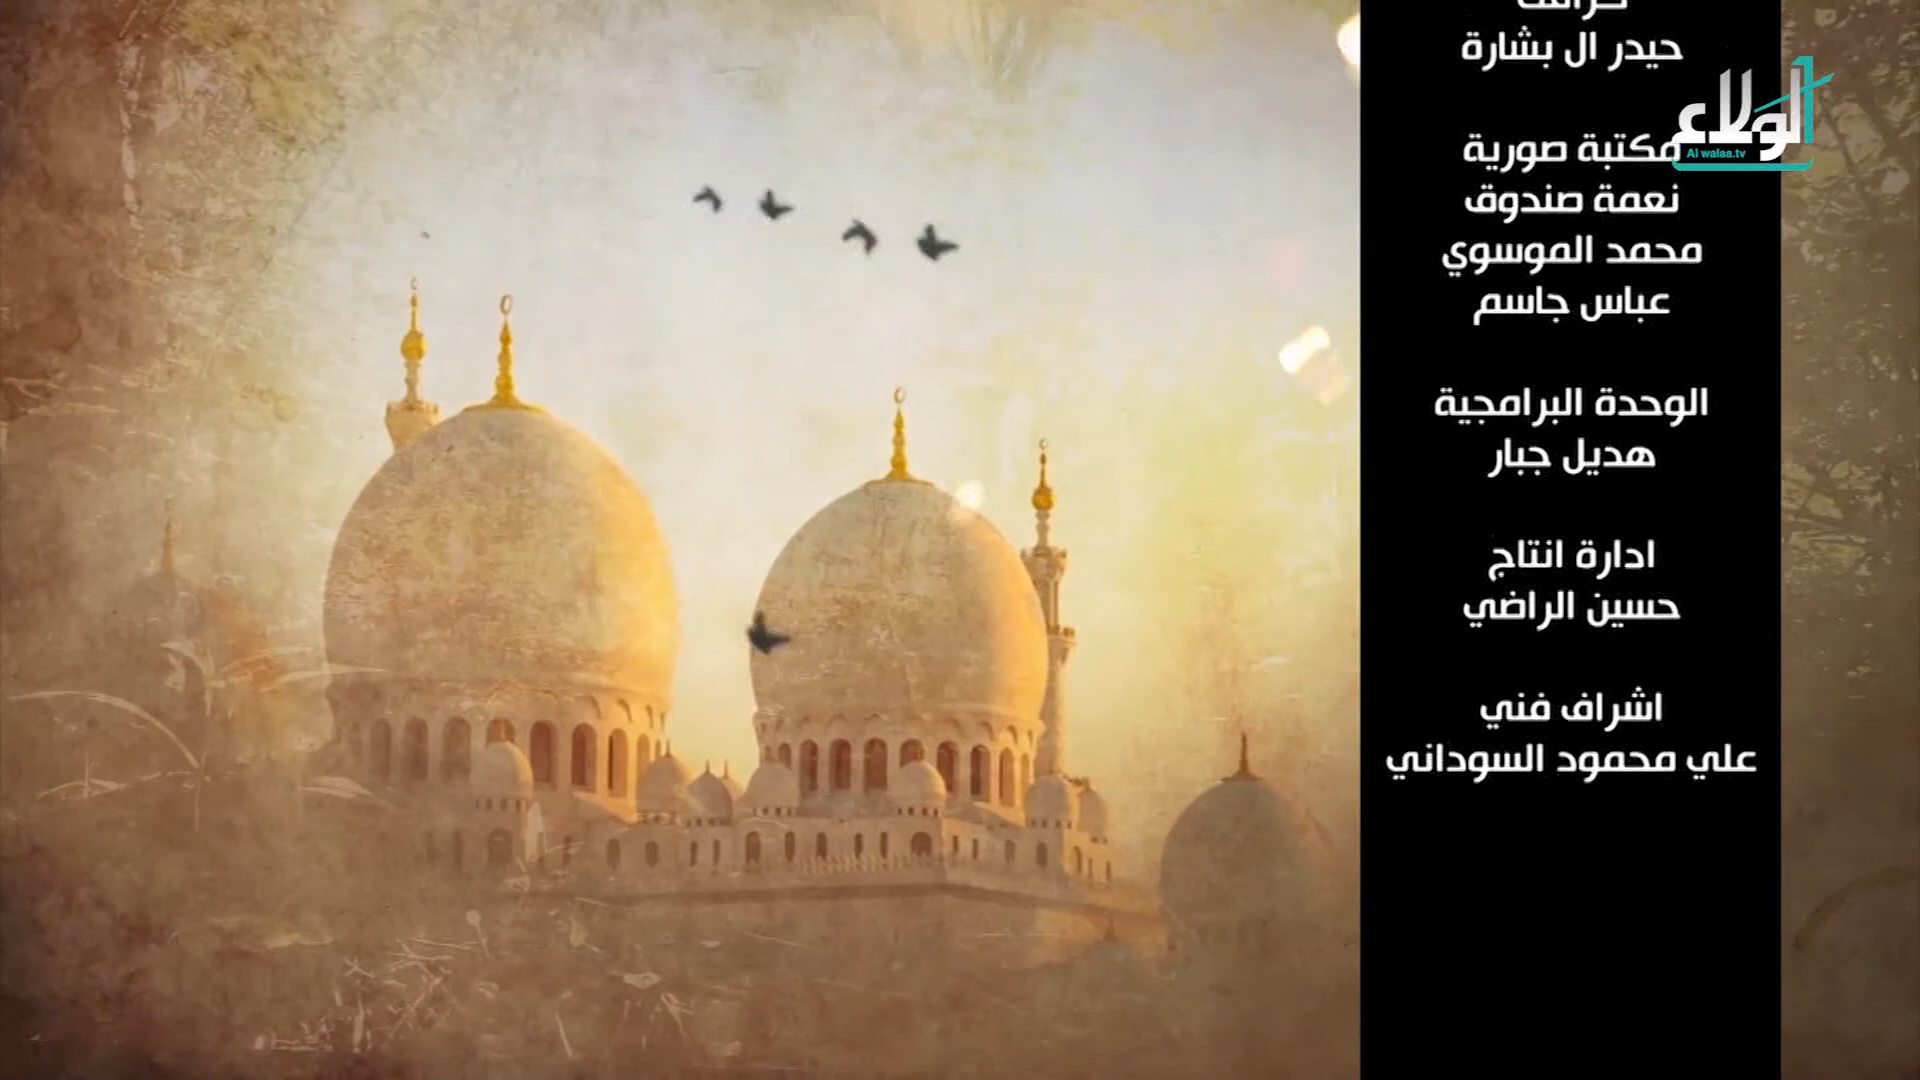 حيدر ال بشارة
الولاء
Al walaa.tv
مكتبة صورية
نعمة صندوق
محمد الموسوي
عباس جاسم
الوحدة البرامجية
هديل جبار
ادارة انتاج
حسين الراضي
اشراف فني
علي محمود السوداني